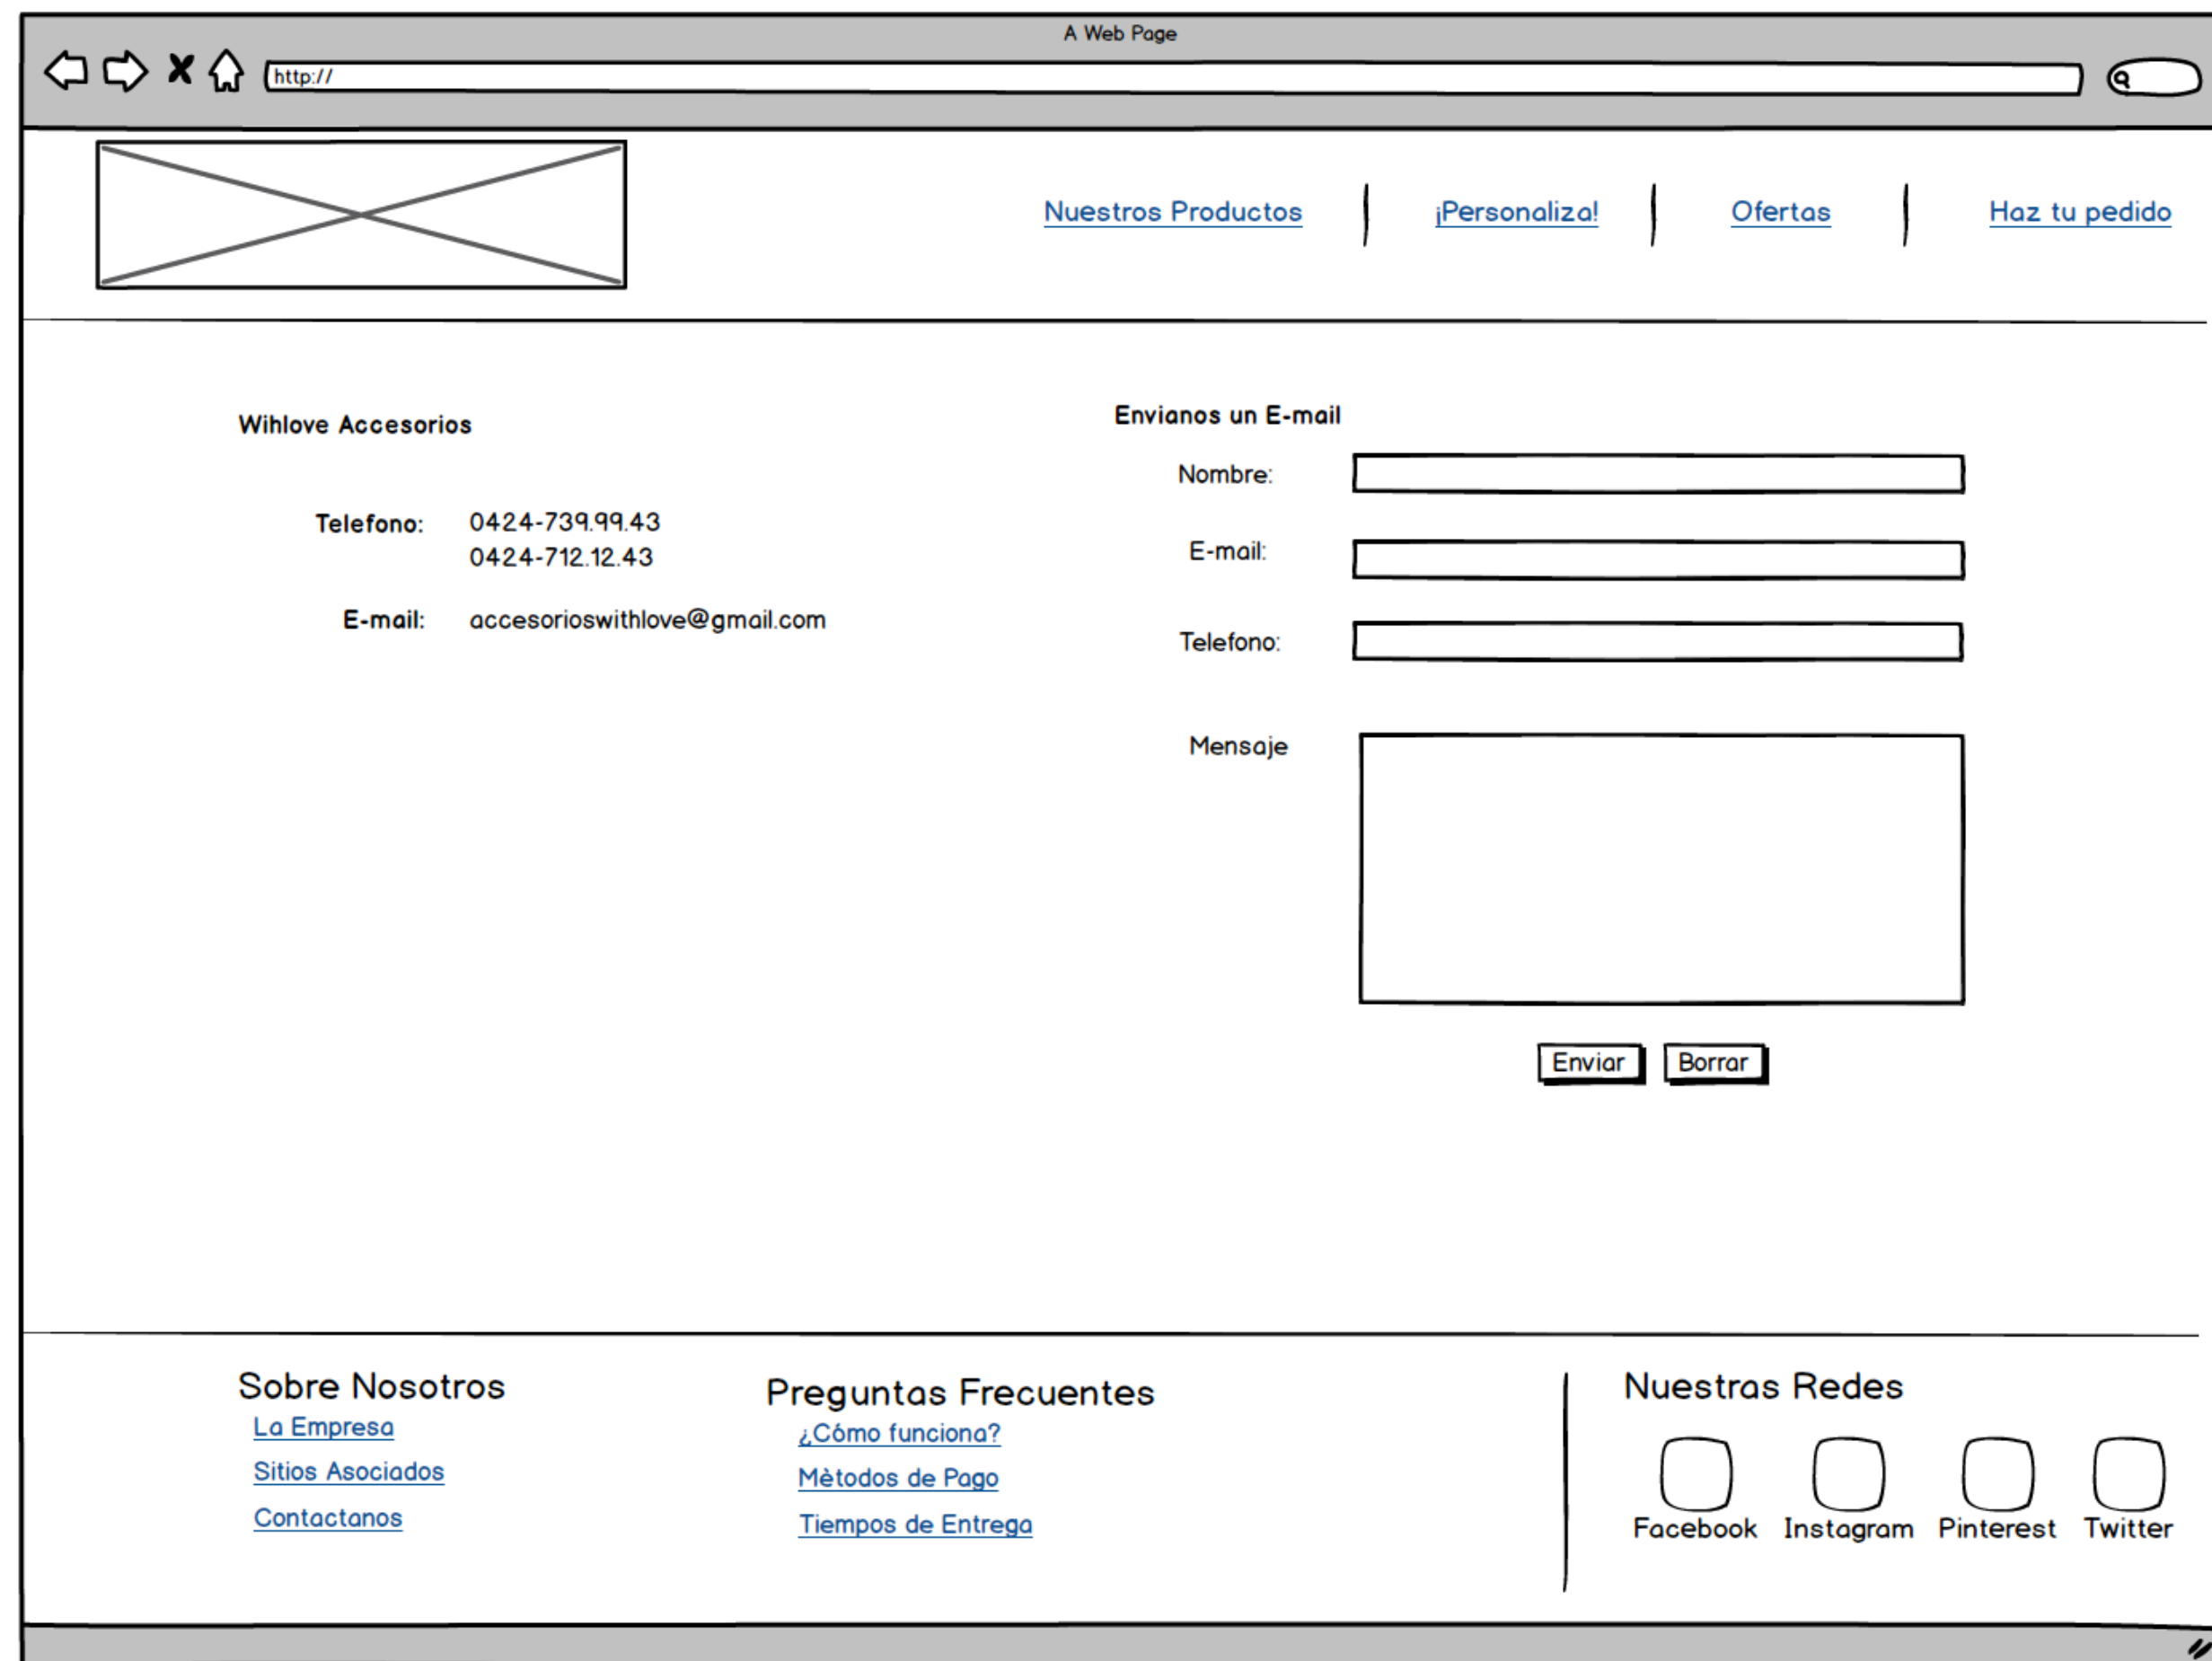 A Web Page
http://
Nuestros Productos
¡Personaliza!
Ofertas
Haz tu pedido
Wihlove Accesorios
Telefono: 0424-739.99.43
0424-712.12.43
E-mail: accesorioswithlove@gmail.com
Envianos un E-mail
Nombre:
E-mail:
Telefono:
Mensaje
Enviar
Borrar
Sobre Nosotros
La Empresa
Sitios Asociados
Contactanos
Preguntas Frecuentes
¿Cómo funciona?
Mètodos de Pago
Tiempos de Entrega
Nuestras Redes
Facebook Instagram Pinterest Twitter